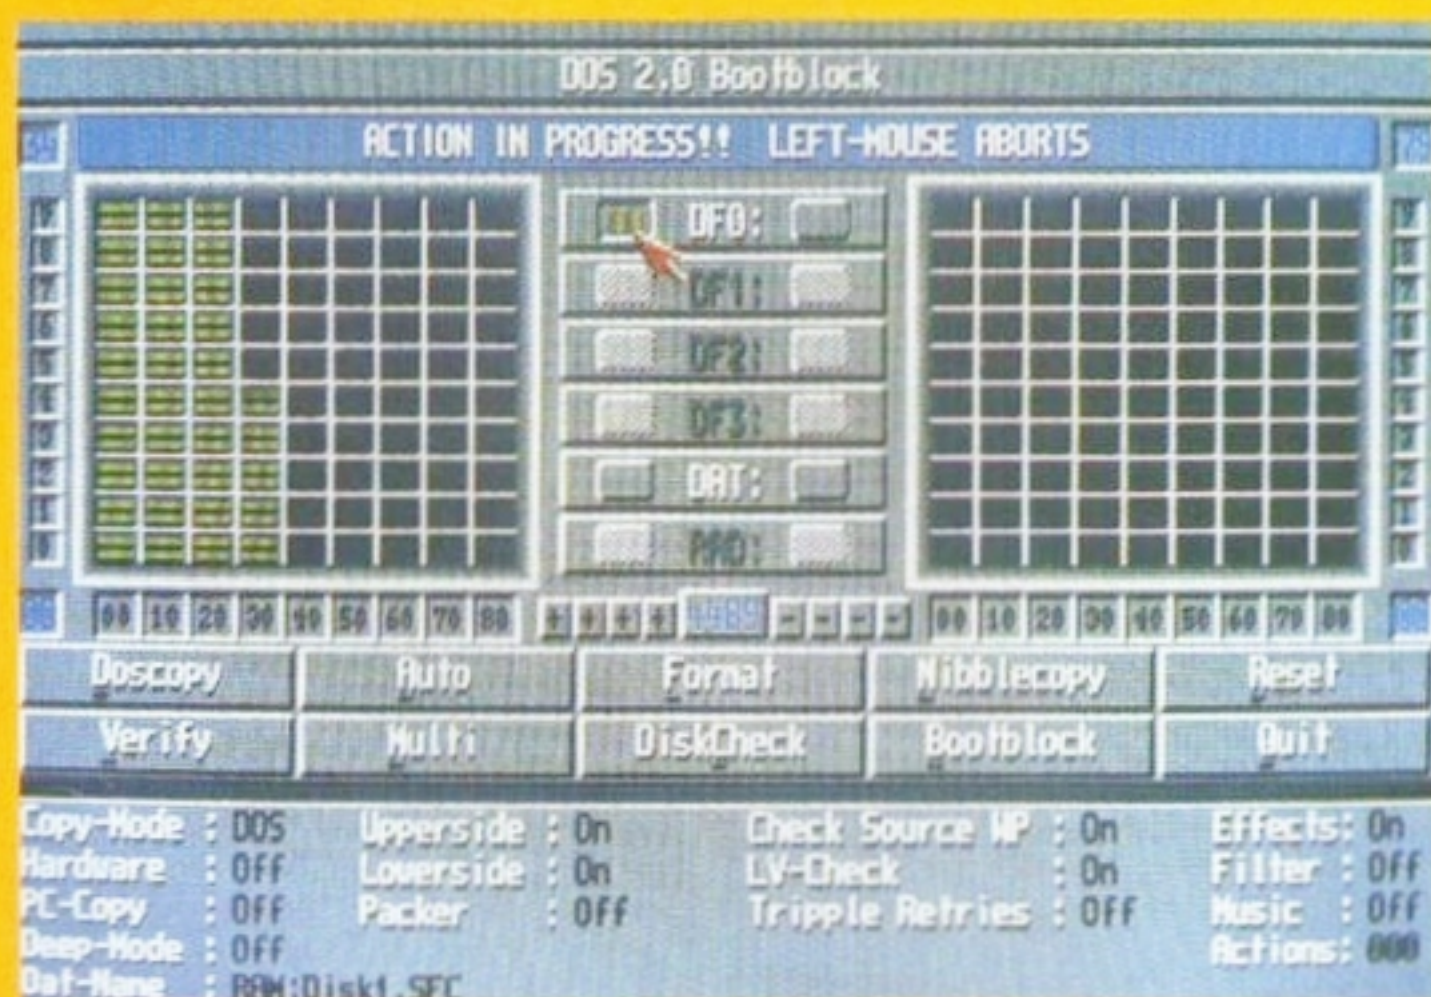 DOS 2.0 Bootblock
ACTION IN PROGRESS!! LEFT-MOUSE ABORTS
DF0:
DF1:
DF2:
DF3:
DAT:
RAD:
00 10 20 30 40 50 60 70 80
+ + + + 4489 - - - -
00 10 20 30 40 50 60 70 80
Doscopy Auto Format Nibblecopy Reset
Verify Multi DiskCheck Bootblock Quit
Copy-Mode : DOS Upperside : On Check Source WP : On Effects: On
Hardware : Off Lowerside : On LV-Check : On Filter : Off
PC-Copy : Off Packer : Off Tripple Retries : Off Music : Off
Deep-Mode : Off Actions: 000
Dat-Name : RAW:Disk1.SFC